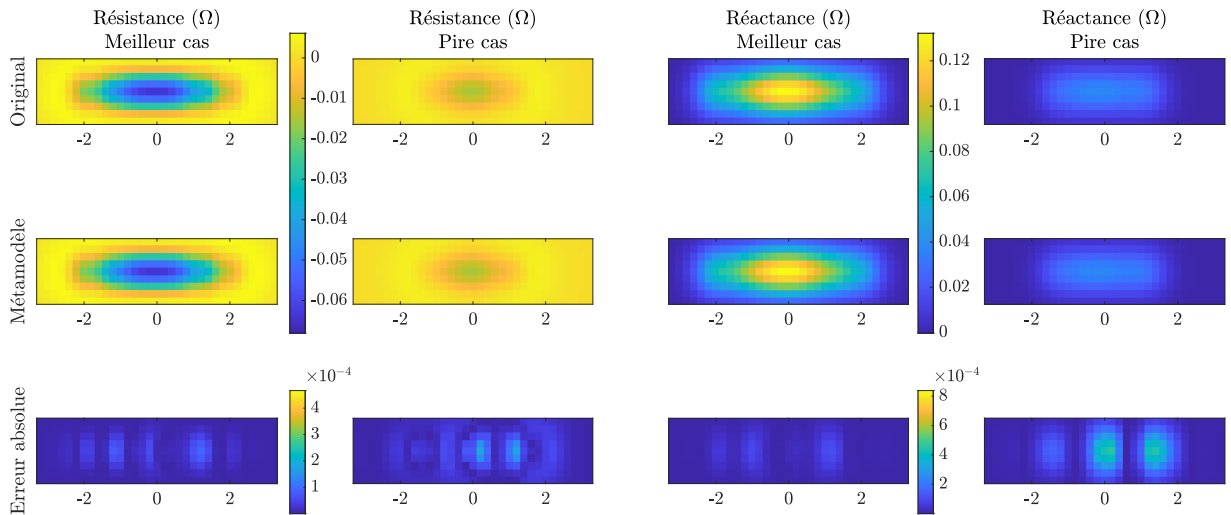 Résistance (Ω)
Meilleur cas
Résistance (Ω)
Pire cas
Réactance (Ω)
Meilleur cas
Réactance (Ω)
Pire cas
Original
-2 0 2
0
-0.01
-0.02
-0.03
-0.04
-0.05
-0.06
-2 0 2
-2 0 2
0.12
0.1
0.08
0.06
0.04
0.02
0
-2 0 2
Métamodèle
-2 0 2
-2 0 2
-2 0 2
-2 0 2
Erreur absolue
-2 0 2
×10⁻⁴
4
3
2
1
-2 0 2
-2 0 2
×10⁻⁴
8
6
4
2
-2 0 2